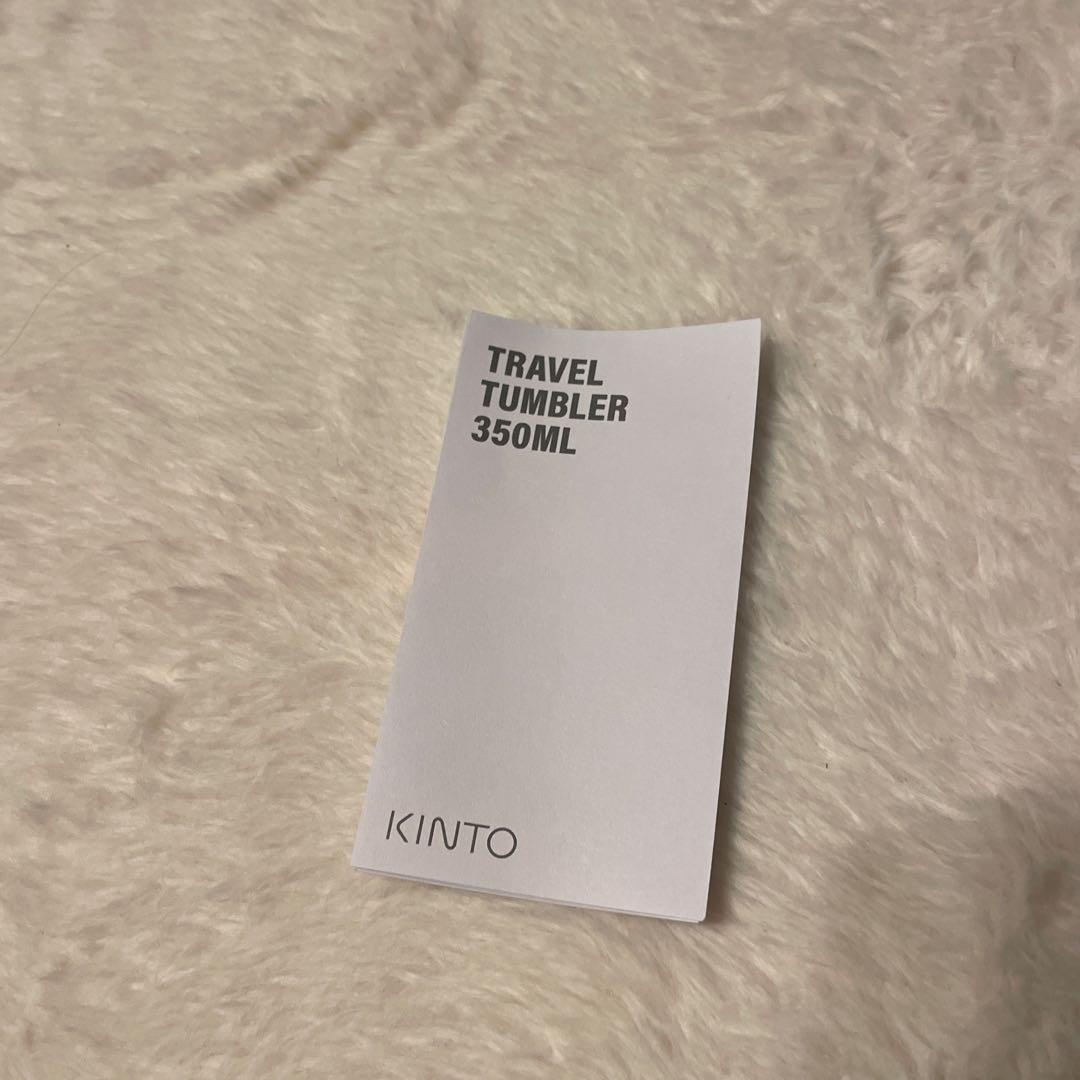 TRAVEL
TUMBLER
350ML
KINTO